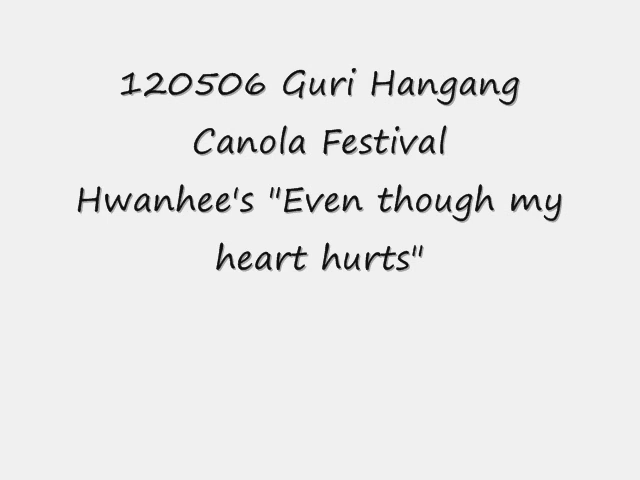 120506 Guri Hangang
Canola Festival
Hwanhee's "Even though my
heart hurts"